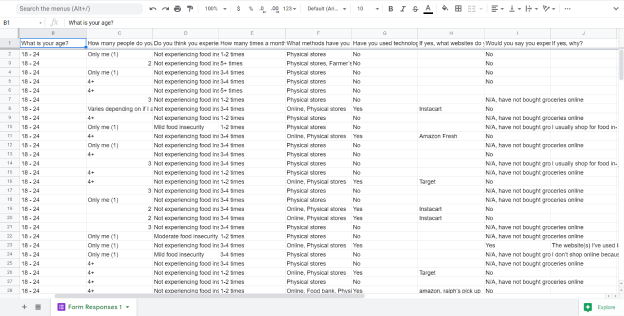 Search the menus (Alt+/) 100% $ % .0 .00 123 Default (Ari... 10 B I S A
B1 fx What is your age?
B C D E F G H I J
1 What is your age? How many people do you Do you think you experie How many times a month What methods have you Have you used technolog If yes, what websites do Would you say you exper If yes, why?
2 18 - 24 Only me (1) Not experiencing food ins 1-2 times Physical stores No No
3 18 - 24 2 Not experiencing food ins 5+ times Physical stores, Farmer's No No
4 18 - 24 Only me (1) Not experiencing food ins 3-4 times Physical stores No No
5 18 - 24 4+ Not experiencing food ins 3-4 times Physical stores No No
6 18 - 24 4+ Not experiencing food ins 5+ times Physical stores No No
7 18 - 24 3 Not experiencing food ins 1-2 times Physical stores No N/A, have not bought groceries online
8 18 - 24 Varies depending on if I a Not experiencing food ins 3-4 times Online, Physical stores Yes Instacart No
9 18 - 24 4+ Not experiencing food ins 1-2 times Physical stores No N/A, have not bought groceries online
10 18 - 24 Only me (1) Mild food insecurity 1-2 times Physical stores No N/A, have not bought gro I usually shop for food in-
11 18 - 24 4+ Not experiencing food ins 3-4 times Online, Physical stores Yes Amazon Fresh No
12 18 - 24 Only me (1) Not experiencing food ins 3-4 times Physical stores No N/A, have not bought groceries online
13 18 - 24 4+ Not experiencing food ins 3-4 times Physical stores No N/A, have not bought groceries online
14 18 - 24 3 Not experiencing food ins 3-4 times Physical stores No N/A, have not bought gro I usually shop for food in-
15 18 - 24 4+ Not experiencing food ins 1-2 times Physical stores No N/A, have not bought groceries online
16 18 - 24 4+ Not experiencing food ins 1-2 times Online, Physical stores Yes Target No
17 18 - 24 3 Not experiencing food ins 3-4 times Physical stores No N/A, have not bought groceries online
18 18 - 24 Only me (1) Not experiencing food ins 3-4 times Physical stores No N/A, have not bought groceries online
19 18 - 24 2 Not experiencing food ins 3-4 times Online, Physical stores Yes Instacart No
20 18 - 24 2 Not experiencing food ins 3-4 times Online, Physical stores Yes Instacart No
21 18 - 24 3 Not experiencing food ins 1-2 times Physical stores No N/A, have not bought groceries online
22 18 - 24 Only me (1) Moderate food insecurity 1-2 times Physical stores No N/A, have not bought groceries online
23 18 - 24 Only me (1) Not experiencing food ins 1-2 times Online, Physical stores Yes Yes The website(s) I've used l
24 18 - 24 Only me (1) Mild food insecurity 3-4 times Physical stores No N/A, have not bought gro I don't shop online becaus
25 18 - 24 4+ Not experiencing food ins 3-4 times Physical stores No N/A, have not bought groceries online
26 18 - 24 4+ Not experiencing food ins 3-4 times Online, Physical stores Yes Target No
27 18 - 24 4+ Not experiencing food ins 1-2 times Physical stores No N/A, have not bought groceries online
28 18 - 24 4+ Not experiencing food ins 1-2 times Online, Food bank, Physi Yes amazon, ralph's pick up No
Form Responses 1 Explore